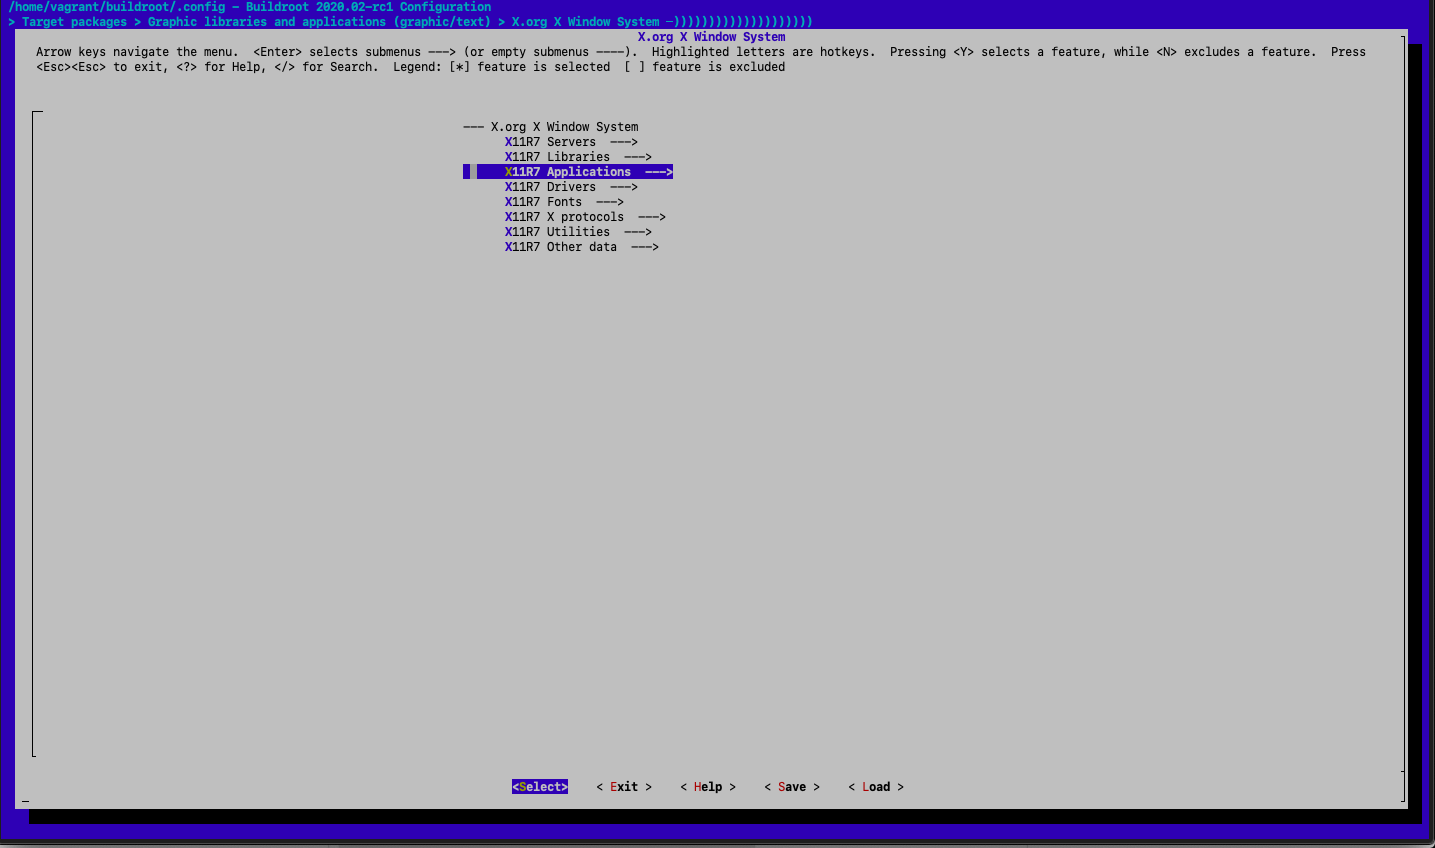 /home/vagrant/buildroot/.config - Buildroot 2020.02-rc1 Configuration
> Target packages > Graphic libraries and applications (graphic/text) > X.org X Window System ─))))))))))))))))))))
X.org X Window System
Arrow keys navigate the menu.  <Enter> selects submenus ---> (or empty submenus ----).  Highlighted letters are hotkeys.  Pressing <Y> selects a feature, while <N> excludes a feature.  Press
<Esc><Esc> to exit, <?> for Help, </> for Search.  Legend: [*] feature is selected  [ ] feature is excluded
--- X.org X Window System
X11R7 Servers  --->
X11R7 Libraries  --->
X11R7 Applications  --->
X11R7 Drivers  --->
X11R7 Fonts  --->
X11R7 X protocols  --->
X11R7 Utilities  --->
X11R7 Other data  --->
<Select>    < Exit >    < Help >    < Save >    < Load >